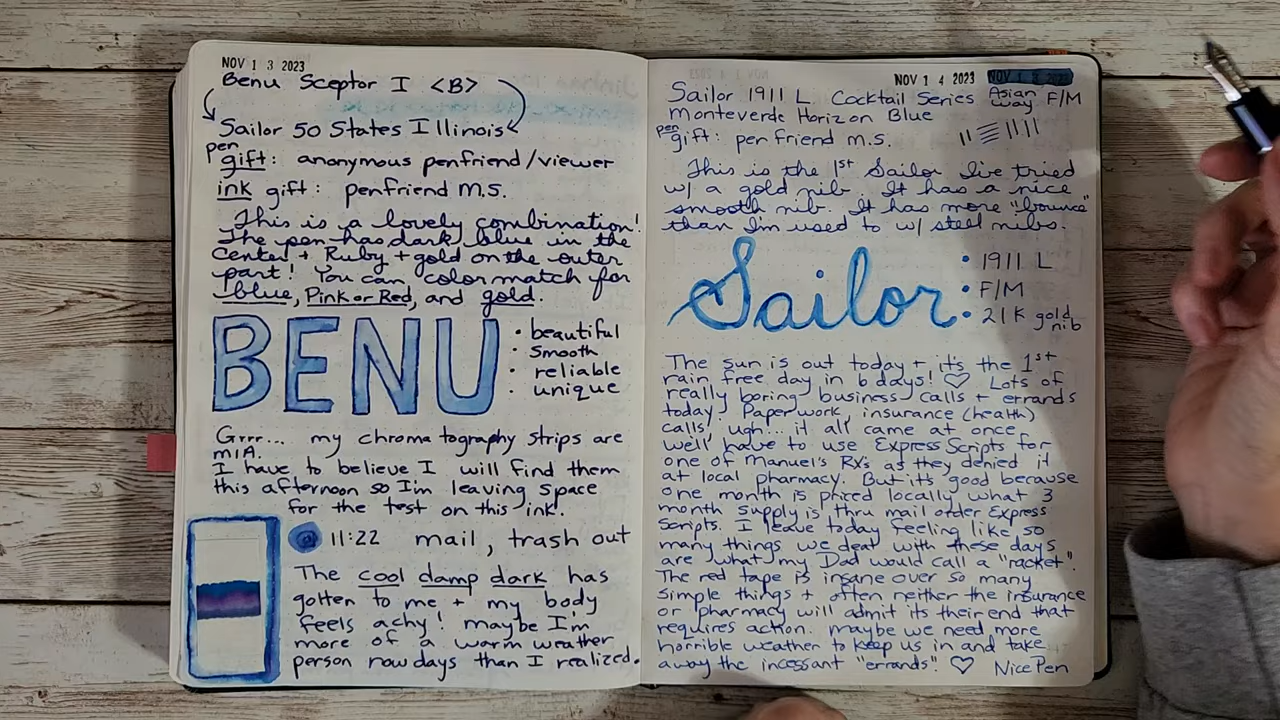 NOV 13 2023
Benu Sceptor I <B>
Sailor 50 States Illinois
pen
gift: anonymous penfriend/viewer
ink gift: penfriend m.s.
This is a lovely combination!
The pen has dark blue in the
center + Ruby + gold on the outer
part! You can color match for
blue, Pink or Red, and gold.
BENU
• beautiful
• smooth
• reliable
• unique
Grrr... my chromatography strips are
MIA.
I have to believe I will find them
this afternoon so I'm leaving space
for the test on this ink.
11:22 mail, trash out
The cool damp dark has
gotten to me + my body
feels achy! maybe I'm
more of a warm weather
person nowdays than I realized.
NOV 14 2023 NOV 13 2023
Sailor 1911 L Cocktail Series Asian way F/M
Monteverde Horizon Blue
pen gift: pen friend m.s.
This is the 1st Sailor I've tried
w/ a gold nib. It has a nice
smooth nib. It has more "bounce"
than I'm used to w/ steel nibs.
Sailor
• 1911 L
• F/M
• 21K gold nib
The sun is out today + it's the 1st
rain free day in 6 days! ♡ Lots of
really boring business calls + errands
today. Paperwork, insurance (health)
calls, ugh... it all came at once.
We'll have to use Express Scripts for
one of Manuel's RX's as they denied it
at local pharmacy. But it's good because
one month is priced locally what 3
month supply is thru mail order Express
Scripts. I leave today feeling like so
many things we deal with these days
are what my Dad would call a "racket".
The red tape is insane over so many
simple things + often neither the insurance
or pharmacy will admit its their end that
requires action. Maybe we need more
horrible weather to keep us in and take
away the incessant "errands". ♡ Nice Pen